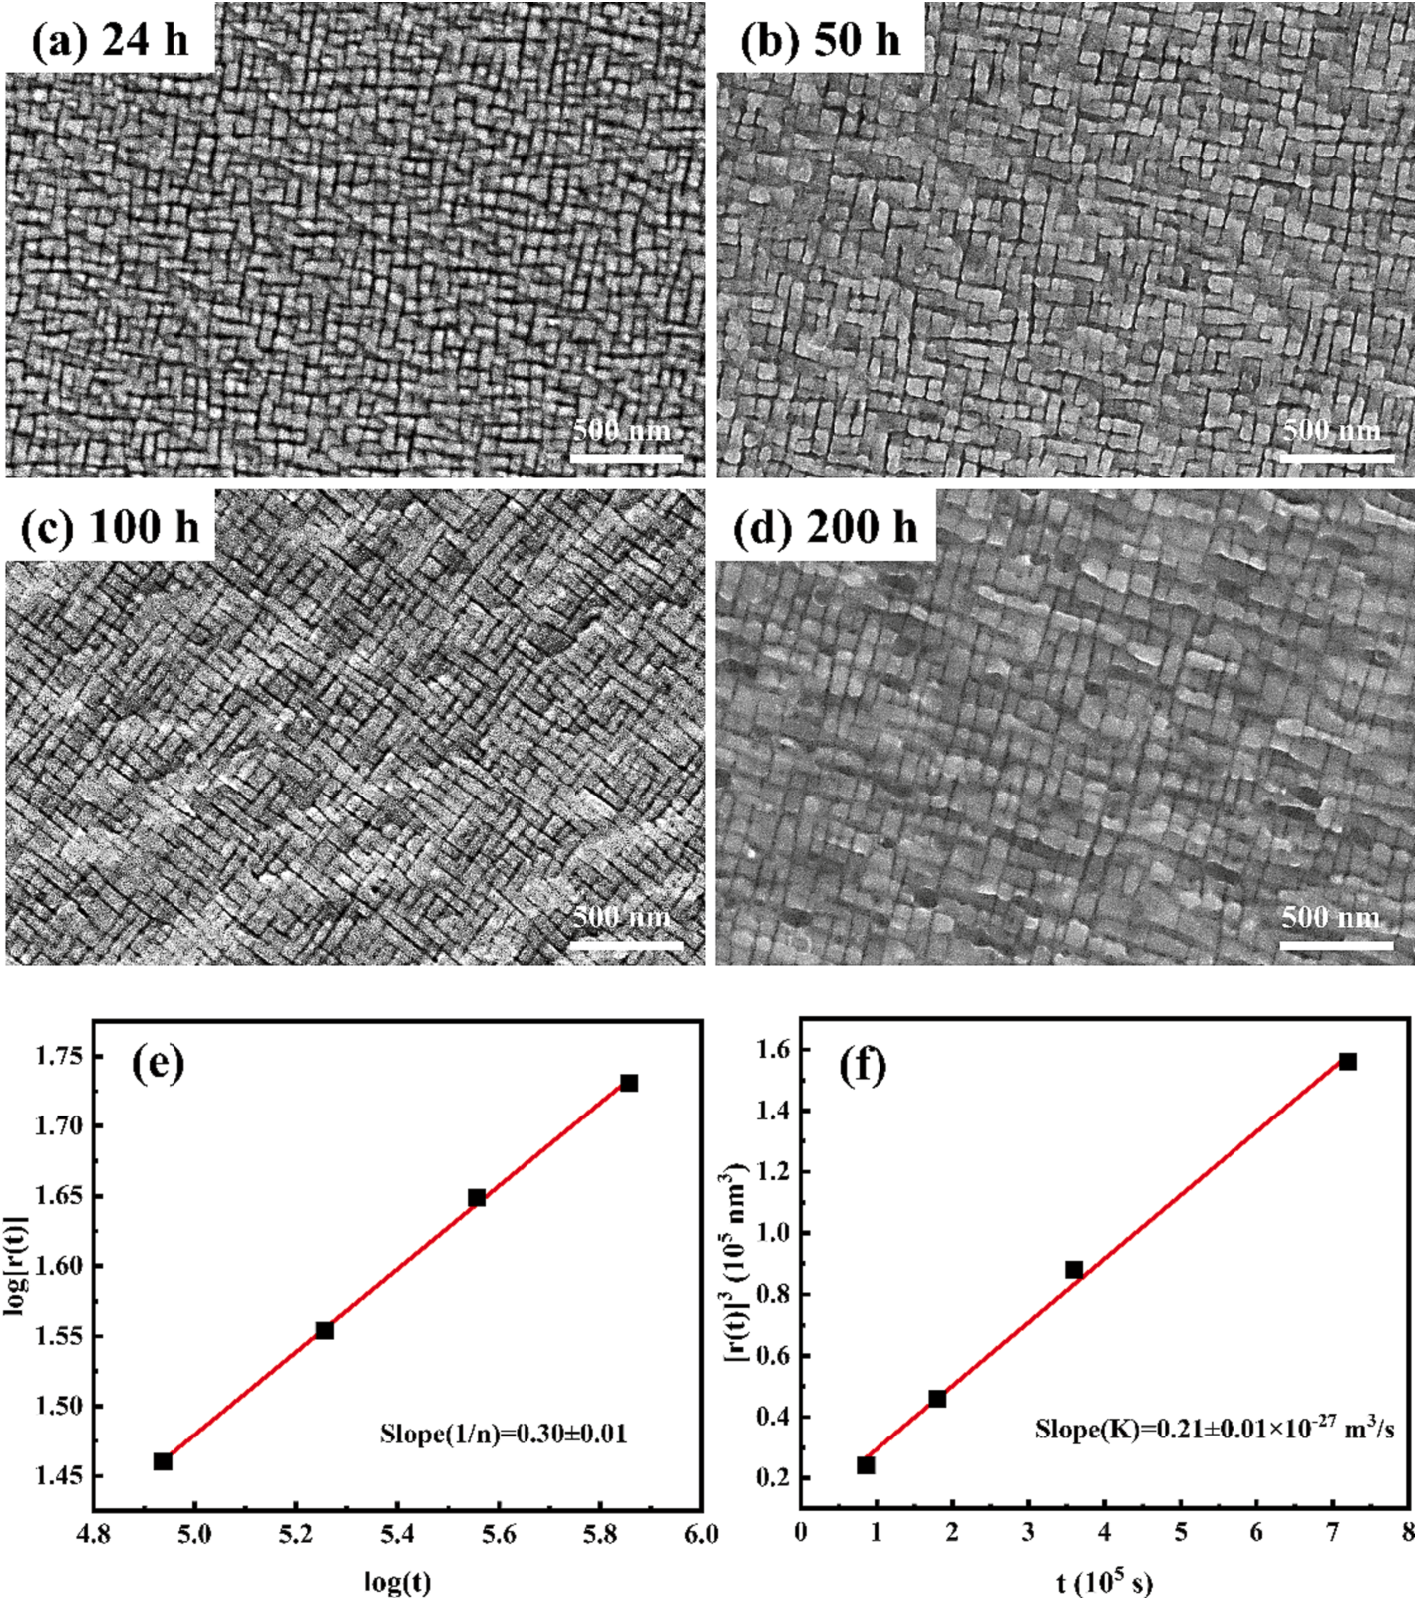 (a) 24 h
500 nm
(b) 50 h
500 nm
(c) 100 h
500 nm
(d) 200 h
500 nm
(e)
1.75
1.70
1.65
1.60
1.55
1.50
1.45
log[r(t)]
Slope(1/n)=0.30±0.01
4.8 5.0 5.2 5.4 5.6 5.8 6.0
log(t)
(f)
1.6
1.4
1.2
1.0
0.8
0.6
0.4
0.2
[r(t)]³ (10⁵ nm³)
Slope(K)=0.21±0.01×10⁻²⁷ m³/s
0 1 2 3 4 5 6 7 8
t (10⁵ s)